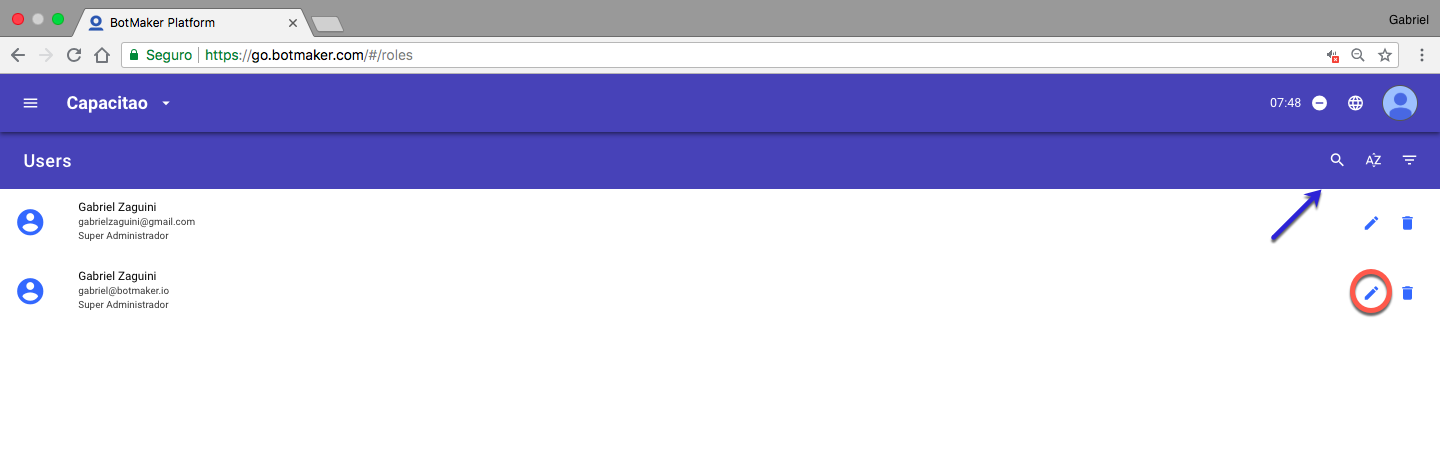 BotMaker Platform
Gabriel
Seguro
https://go.botmaker.com/#/roles
Capacitao
07:48
Users
AZ
Gabriel Zaguini
gabrielzaguini@gmail.com
Super Administrador
Gabriel Zaguini
gabriel@botmaker.io
Super Administrador